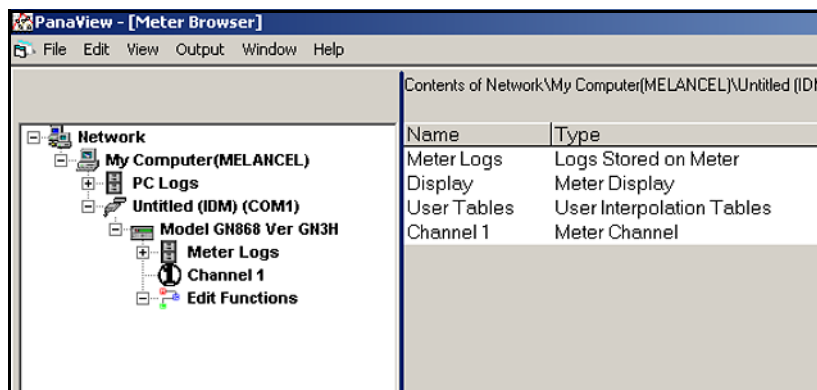 PanaView - [Meter Browser]
File Edit View Output Window Help
Contents of Network\My Computer(MELANCEL)\Untitled (IDM
Network
My Computer(MELANCEL)
PC Logs
Untitled (IDM) (COM1)
Model GN868 Ver GN3H
Meter Logs
1 Channel 1
Edit Functions
Name Type
Meter Logs Logs Stored on Meter
Display Meter Display
User Tables User Interpolation Tables
Channel 1 Meter Channel